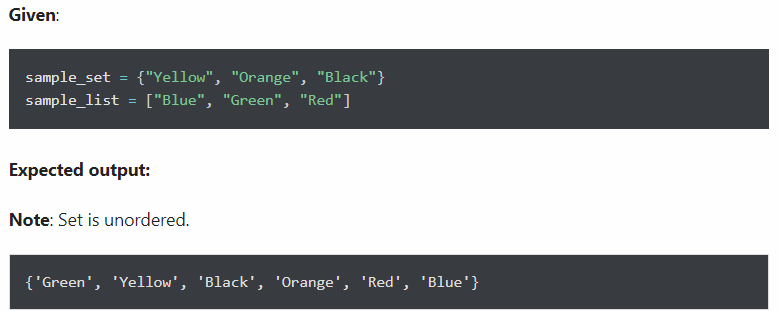 Given:
sample_set = {"Yellow", "Orange", "Black"}
sample_list = ["Blue", "Green", "Red"]
Expected output:
Note: Set is unordered.
{'Green', 'Yellow', 'Black', 'Orange', 'Red', 'Blue'}